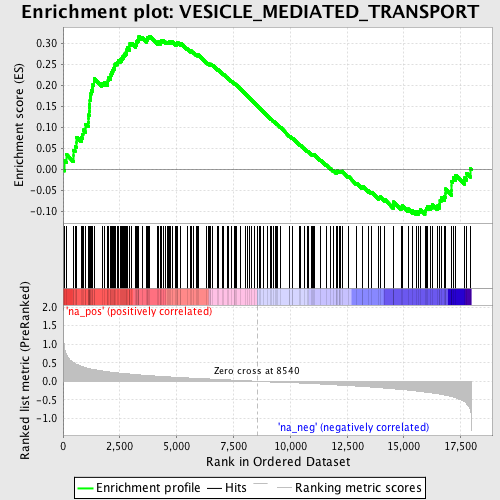 Enrichment plot: VESICLE_MEDIATED_TRANSPORT
Enrichment score (ES)
0.30
0.25
0.20
0.15
0.10
0.05
0.00
-0.05
-0.10
'na_pos' (positively correlated)
Ranked list metric (PreRanked)
2.0
1.5
1.0
0.5
0.0
-0.5
-1.0
Zero cross at 8540
'na_neg' (negatively correlated)
0 2,500 5,000 7,500 10,000 12,500 15,000 17,500
Rank in Ordered Dataset
Enrichment profile Hits Ranking metric scores